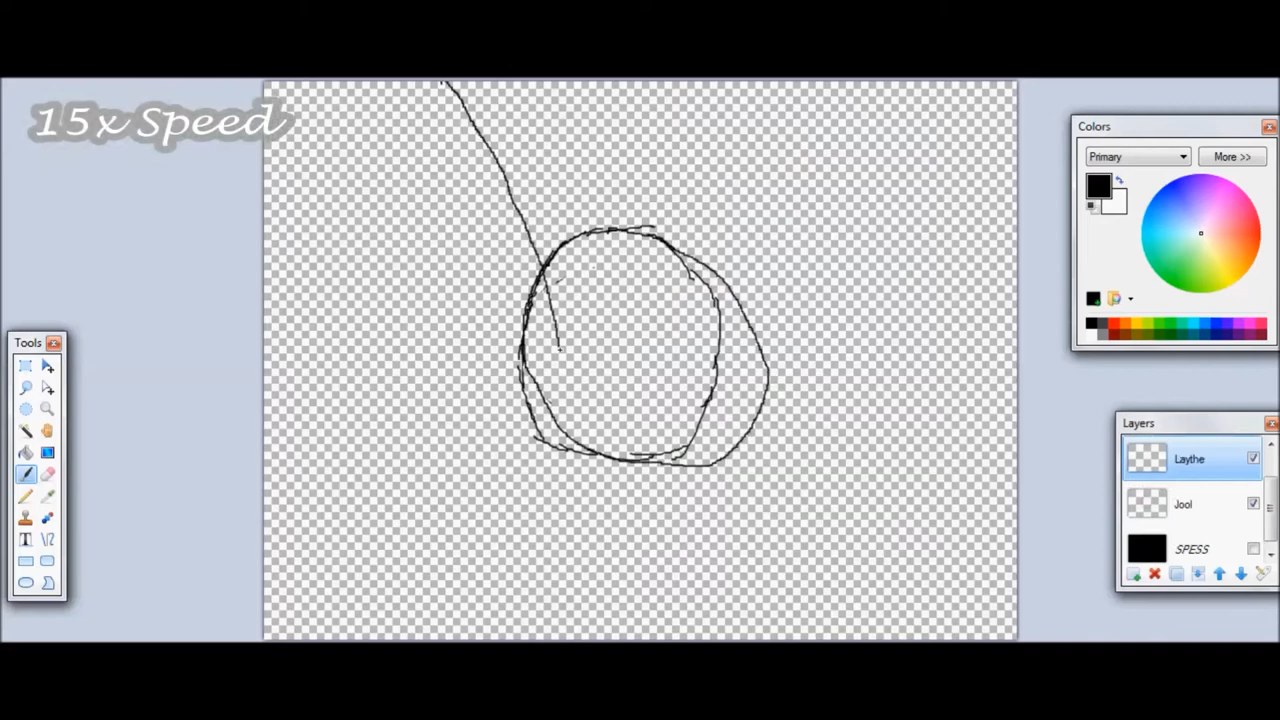 15x Speed
Colors
Primary
More >>
Tools
Layers
Laythe
Jool
SPESS